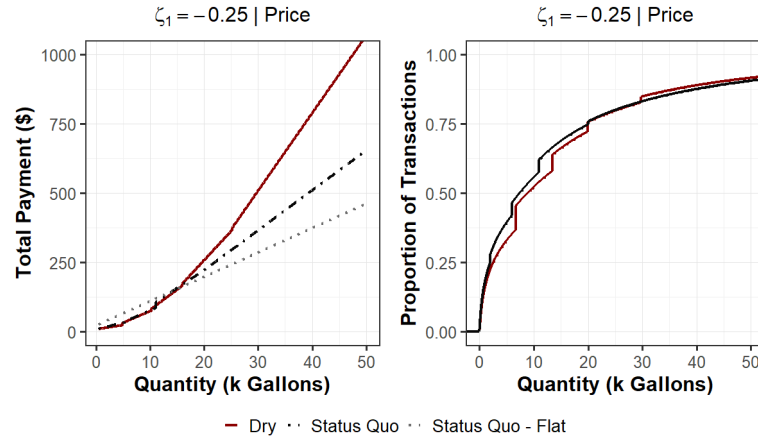 ζ₁ = −0.25 | Price
ζ₁ = −0.25 | Price
Total Payment ($)
1000
750
500
250
0
0 10 20 30 40 50
Quantity (k Gallons)
Proportion of Transactions
1.00
0.75
0.50
0.25
0.00
0 10 20 30 40 50
Quantity (k Gallons)
Dry Status Quo Status Quo - Flat